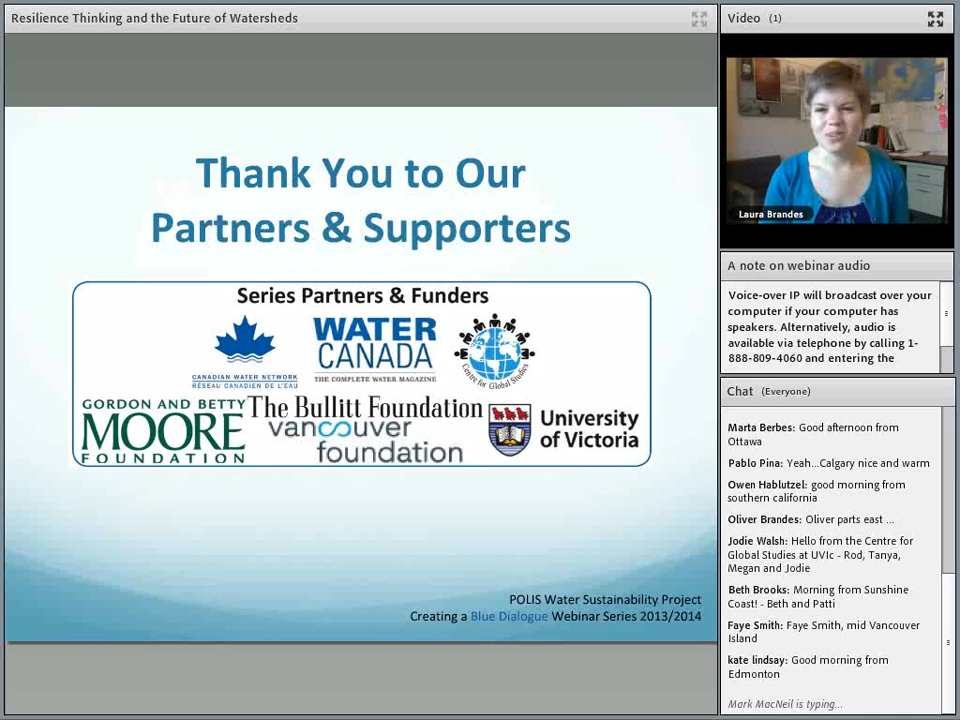 Resilience Thinking and the Future of Watersheds
Thank You to Our
Partners & Supporters
Series Partners & Funders
CANADIAN WATER NETWORK
RÉSEAU CANADIEN DE L'EAU
WATER
CANADA
THE COMPLETE WATER MAGAZINE
Centre for Global Studies
GORDON AND BETTY
MOORE
FOUNDATION
The Bullitt Foundation
vancouver
foundation
University
of Victoria
POLIS Water Sustainability Project
Creating a Blue Dialogue Webinar Series 2013/2014
Video (1)
Laura Brandes
A note on webinar audio
Voice-over IP will broadcast over your
computer if your computer has
speakers. Alternatively, audio is
available via telephone by calling 1-
888-809-4060 and entering the
Chat (Everyone)
Marta Berbes: Good afternoon from
Ottawa
Pablo Pina: Yeah...Calgary nice and warm
Owen Hablutzel: good morning from
southern california
Oliver Brandes: Oliver parts east ...
Jodie Walsh: Hello from the Centre for
Global Studies at UVIc - Rod, Tanya,
Megan and Jodie
Beth Brooks: Morning from Sunshine
Coast! - Beth and Patti
Faye Smith: Faye Smith, mid Vancouver
Island
kate lindsay: Good morning from
Edmonton
Mark MacNeil is typing...